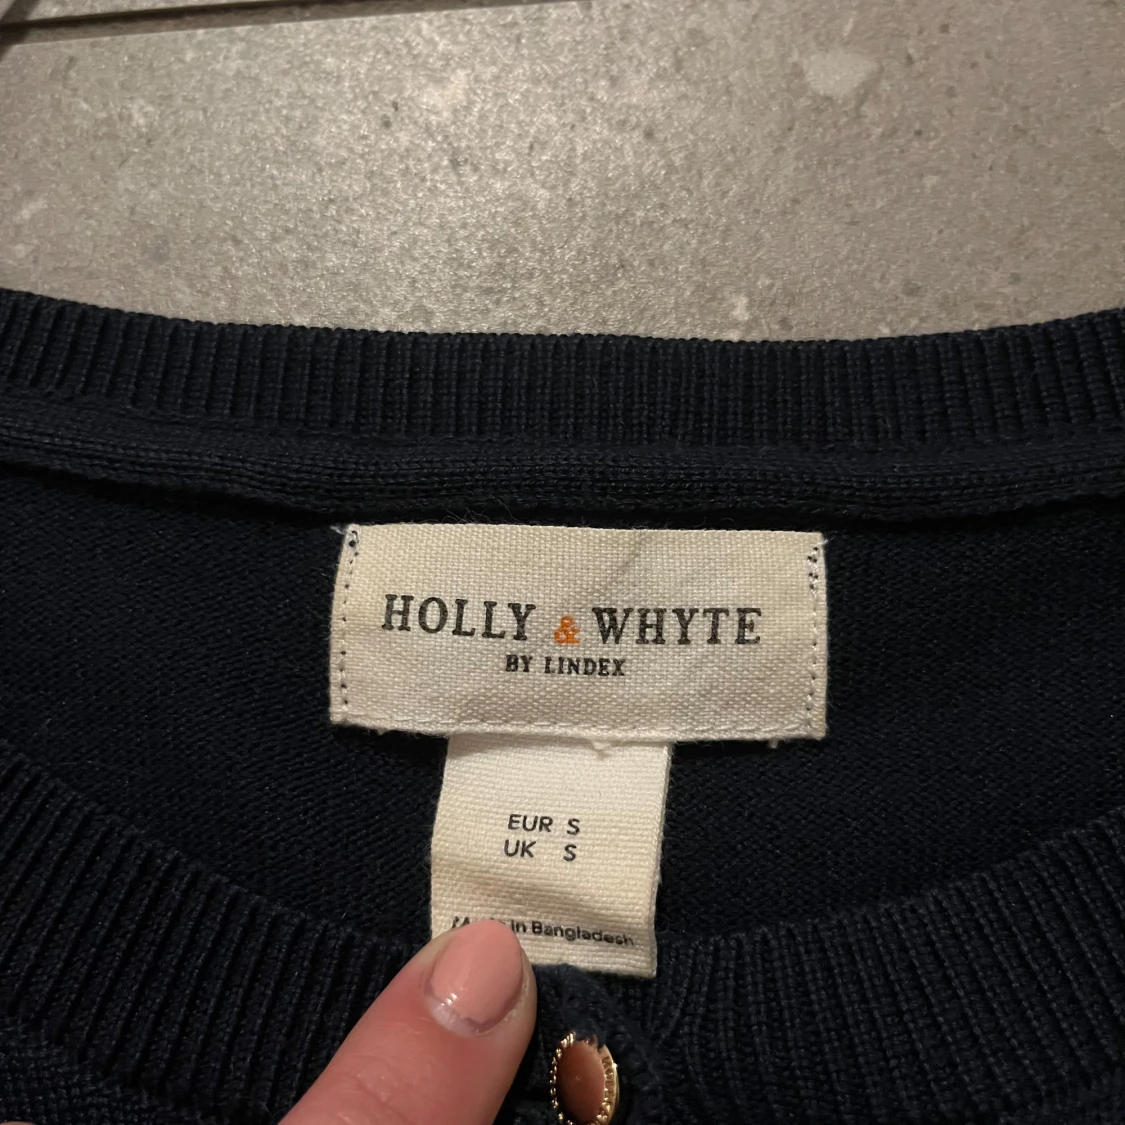 HOLLY & WHYTE
BY LINDEX
EUR S
UK S
in Bangladesh